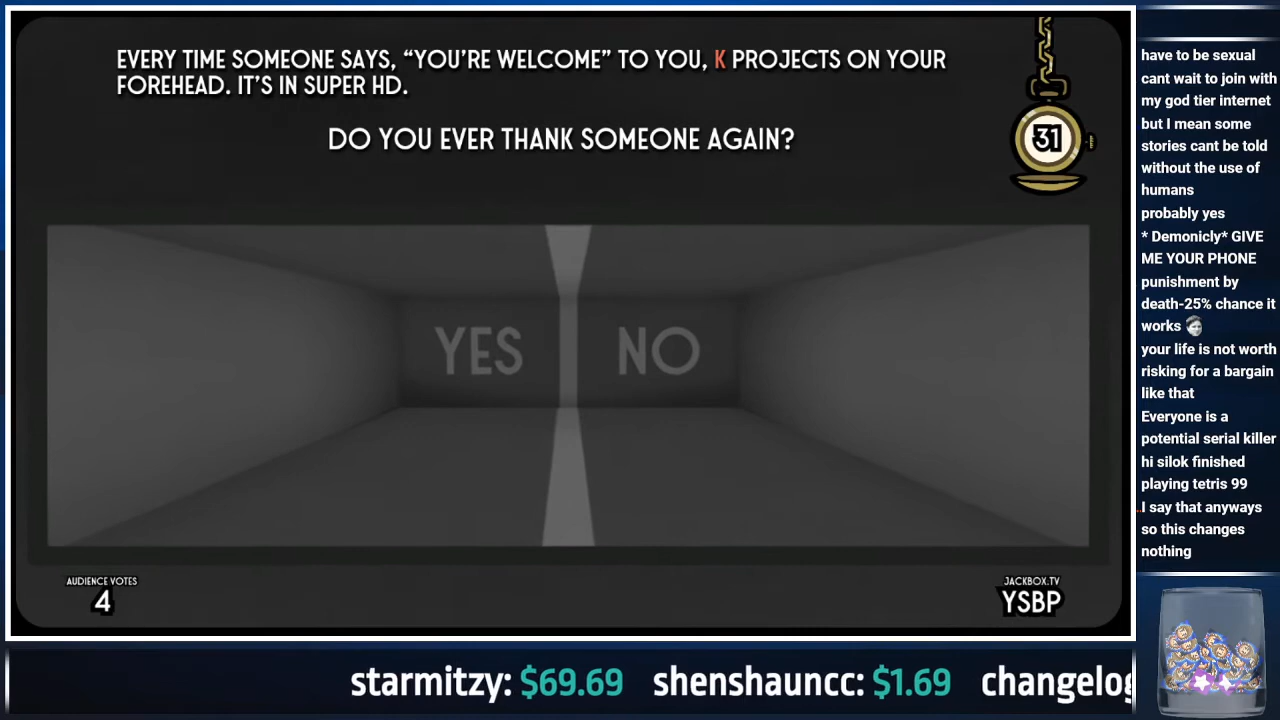 EVERY TIME SOMEONE SAYS, “YOU’RE WELCOME” TO YOU, K PROJECTS ON YOUR
FOREHEAD. IT’S IN SUPER HD.
DO YOU EVER THANK SOMEONE AGAIN?
31
YES
NO
AUDIENCE VOTES
4
JACKBOX.TV
YSBP
have to be sexual
cant wait to join with
my god tier internet
but I mean some
stories cant be told
without the use of
humans
probably yes
* Demonicly* GIVE
ME YOUR PHONE
punishment by
death-25% chance it
works
your life is not worth
risking for a bargain
like that
Everyone is a
potential serial killer
hi silok finished
playing tetris 99
I say that anyways
so this changes
nothing
starmitzy: $69.69 shenshauncc: $1.69 changelog